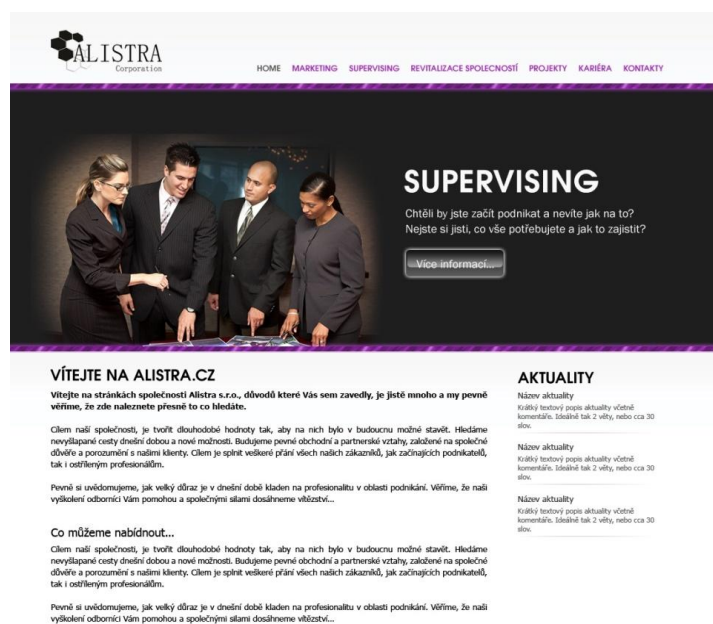 ALISTRA
Corporation
HOME MARKETING SUPERVISING REVITALIZACE SPOLECNOSTÍ PROJEKTY KARIÉRA KONTAKTY
SUPERVISING
Chtěli by jste začít podnikat a nevíte jak na to?
Nejste si jisti, co vše potřebujete a jak to zajistit?
Více informací...
VÍTEJTE NA ALISTRA.CZ
Vítejte na stránkách společnosti Alistra s.r.o., důvodů které Vás sem zavedly, je jistě mnoho a my pevně
věříme, že zde naleznete přesně to co hledáte.
Cílem naší společnosti, je tvořit dlouhodobé hodnoty tak, aby na nich bylo v budoucnu možné stavět. Hledáme
nevyšlapané cesty dnešní dobou a nové možnosti. Budujeme pevné obchodní a partnerské vztahy, založené na společné
důvěře a porozumění s našimi klienty. Cílem je splnit veškeré přání všech našich zákazníků, jak začínajících podnikatelů,
tak i ostříleným profesionálům.
Pevně si uvědomujeme, jak velký důraz je v dnešní době kladen na profesionalitu v oblasti podnikání. Věříme, že naši
vyškolení odborníci Vám pomohou a společnými silami dosáhneme vítězství...
Co můžeme nabídnout...
Cílem naší společnosti, je tvořit dlouhodobé hodnoty tak, aby na nich bylo v budoucnu možné stavět. Hledáme
nevyšlapané cesty dnešní dobou a nové možnosti. Budujeme pevné obchodní a partnerské vztahy, založené na společné
důvěře a porozumění s našimi klienty. Cílem je splnit veškeré přání všech našich zákazníků, jak začínajících podnikatelů,
tak i ostříleným profesionálům.
Pevně si uvědomujeme, jak velký důraz je v dnešní době kladen na profesionalitu v oblasti podnikání. Věříme, že naši
vyškolení odborníci Vám pomohou a společnými silami dosáhneme vítězství...
AKTUALITY
Název aktuality
Krátký textový popis aktuality včetně
komentáře. Ideálně tak 2 věty, nebo cca 30
slov.
Název aktuality
Krátký textový popis aktuality včetně
komentáře. Ideálně tak 2 věty, nebo cca 30
slov.
Název aktuality
Krátký textový popis aktuality včetně
komentáře. Ideálně tak 2 věty, nebo cca 30
slov.